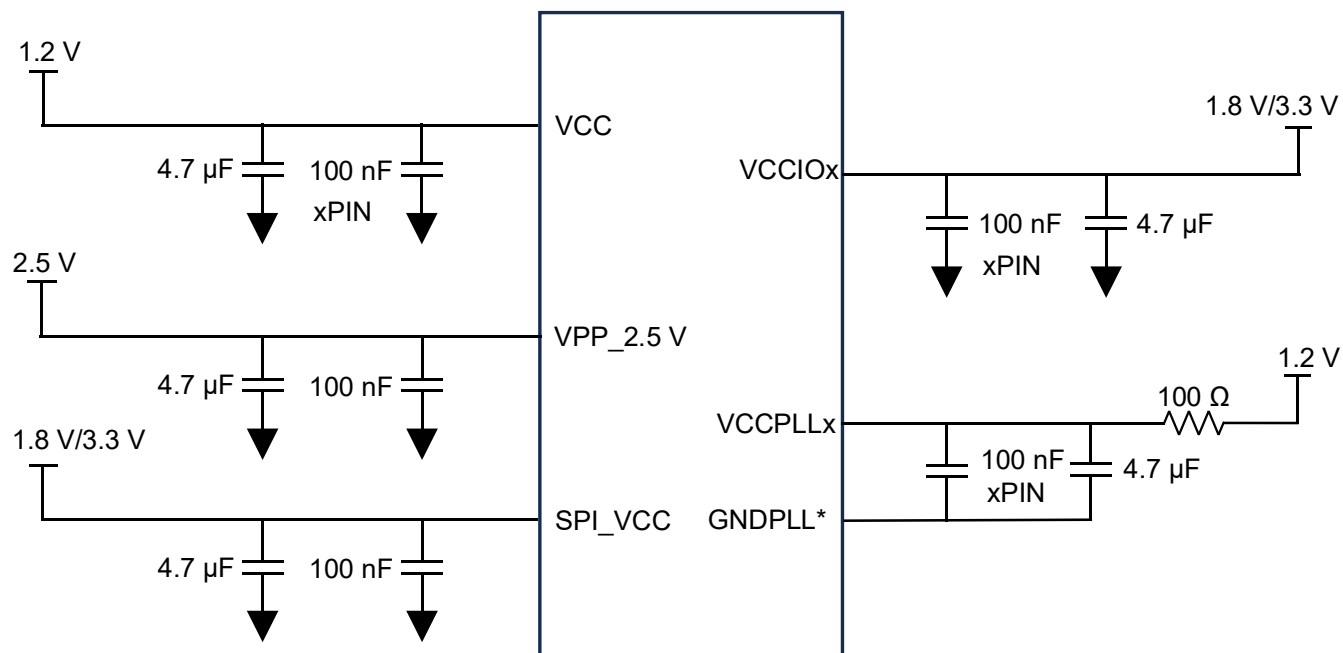 1.2 V
VCC
4.7 µF
100 nF
xPIN
2.5 V
VPP_2.5 V
4.7 µF
100 nF
1.8 V/3.3 V
SPI_VCC
4.7 µF
100 nF
1.8 V/3.3 V
VCCIOx
100 nF
xPIN
4.7 µF
1.2 V
100 Ω
VCCPLLx
100 nF
xPIN
4.7 µF
GNDPLL*